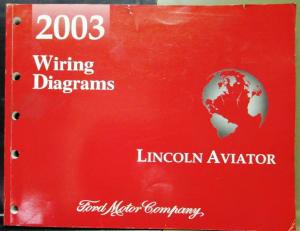 2003
Wiring
Diagrams
LINCOLN AVIATOR
Ford Motor Company